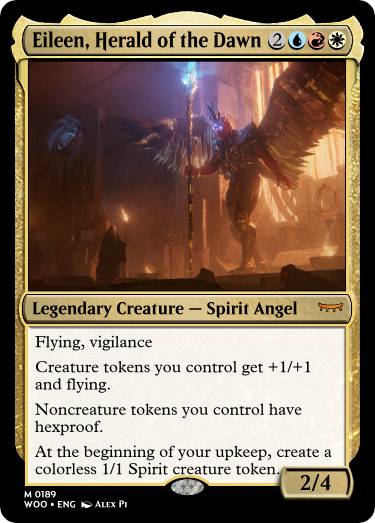 Eileen, Herald of the Dawn 2
Legendary Creature — Spirit Angel
Flying, vigilance
Creature tokens you control get +1/+1
and flying.
Noncreature tokens you control have
hexproof.
At the beginning of your upkeep, create a
colorless 1/1 Spirit creature token.
2/4
M 0189
WOO • ENG Alex Pi